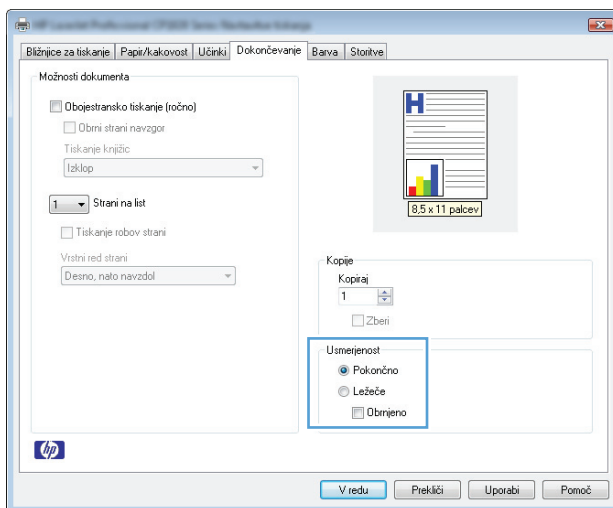 Bližnjice za tiskanje Papir/kakovost Učinki Dokončevanje Barva Storitve
Možnosti dokumenta
Obojestransko tiskanje (ročno)
Obrni strani navzgor
Tiskanje knjižic
Izklop
1 Strani na list
Tiskanje robov strani
Vrstni red strani
Desno, nato navzdol
H
8,5 x 11 palcev
Kopije
Kopiraj
1
Zberi
Usmerjenost
Pokončno
Ležeče
Obrnjeno
hp
V redu Prekliči Uporabi Pomoč